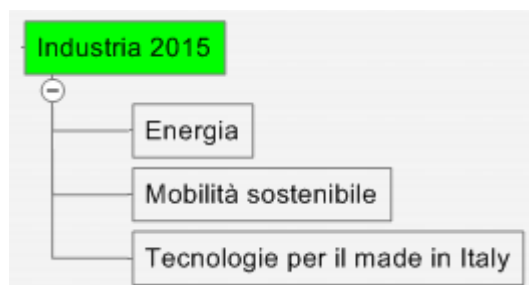 Industria 2015
Energia
Mobilità sostenibile
Tecnologie per il made in Italy